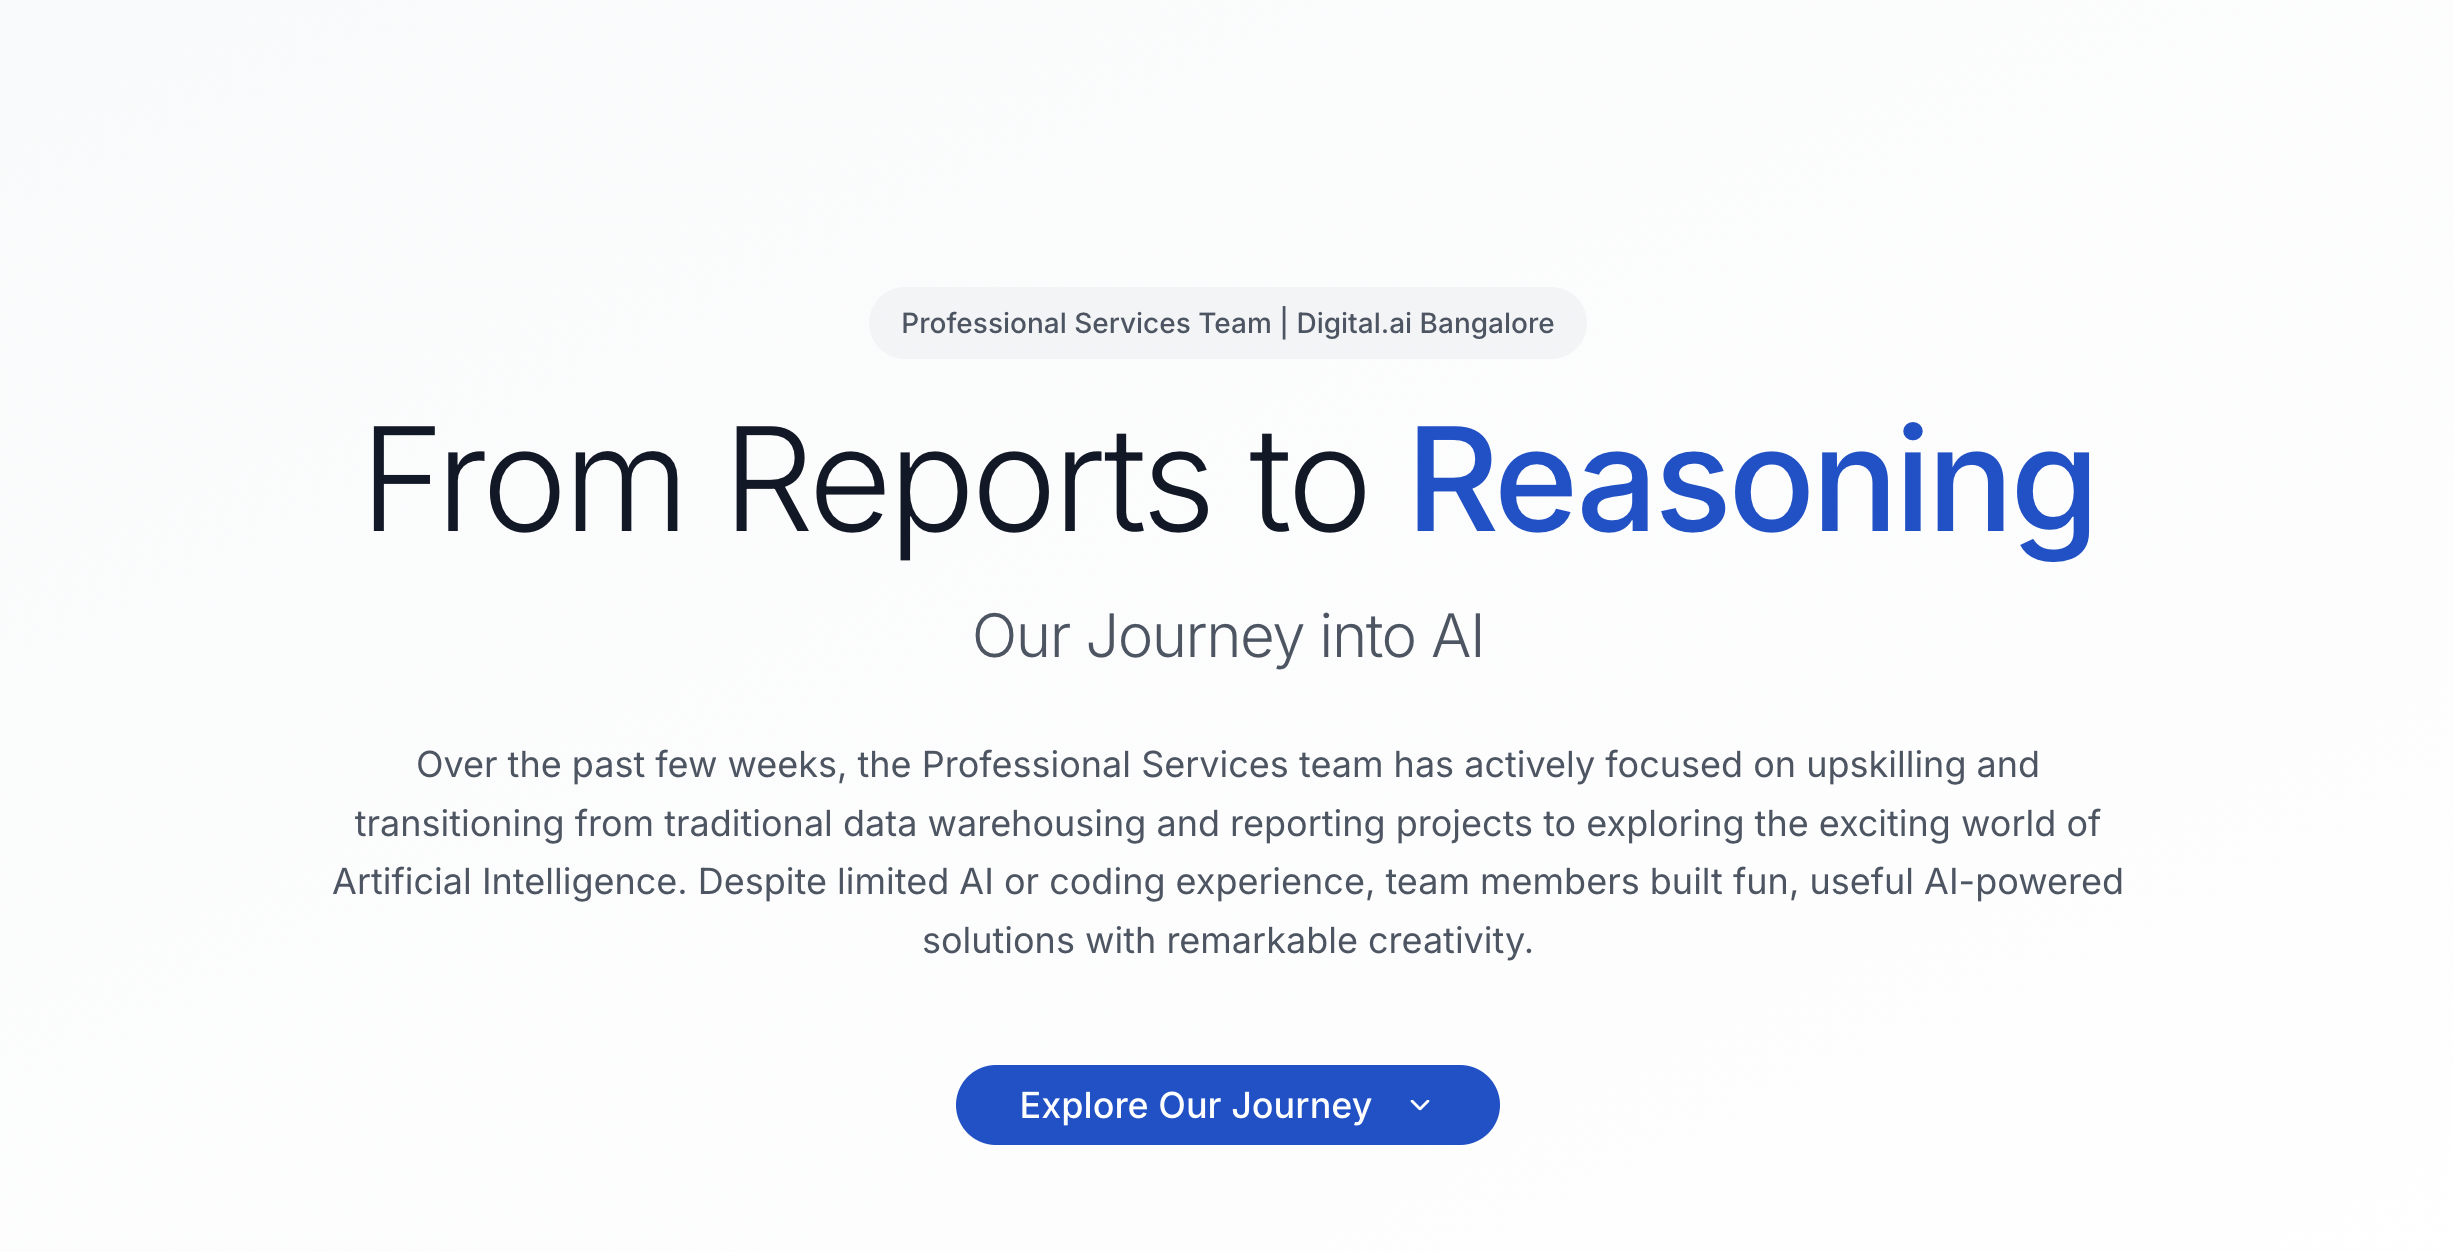 Professional Services Team | Digital.ai Bangalore
From Reports to Reasoning
Our Journey into AI
Over the past few weeks, the Professional Services team has actively focused on upskilling and
transitioning from traditional data warehousing and reporting projects to exploring the exciting world of
Artificial Intelligence. Despite limited AI or coding experience, team members built fun, useful AI-powered
solutions with remarkable creativity.
Explore Our Journey